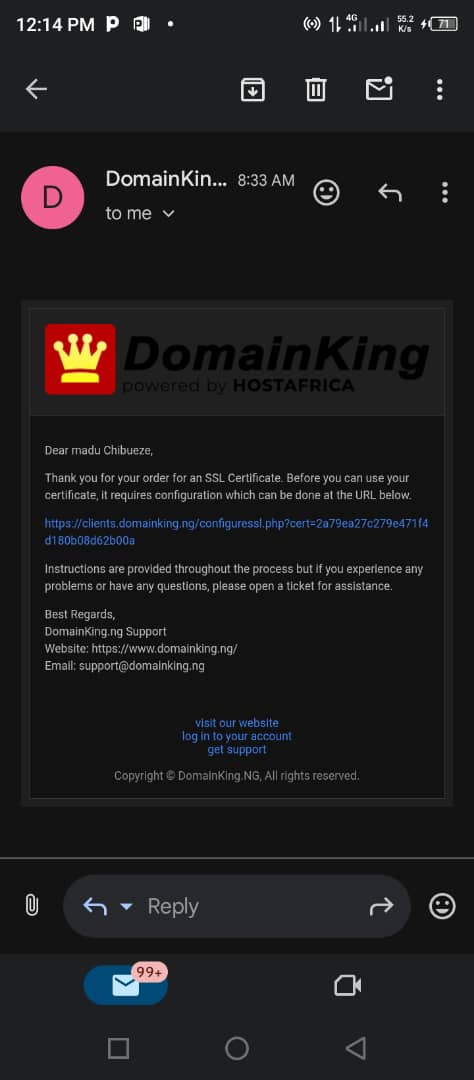 12:14 PM
4G 55.2 K/s 71
D
DomainKin... 8:33 AM
to me
DomainKing
powered by HOSTAFRICA
Dear madu Chibueze,
Thank you for your order for an SSL Certificate. Before you can use your
certificate, it requires configuration which can be done at the URL below.
https://clients.domainking.ng/configuressl.php?cert=2a79ea27c279e471f4
d180b08d62b00a
Instructions are provided throughout the process but if you experience any
problems or have any questions, please open a ticket for assistance.
Best Regards,
DomainKing.ng Support
Website: https://www.domainking.ng/
Email: support@domainking.ng
visit our website
log in to your account
get support
Copyright © DomainKing.NG, All rights reserved.
Reply
99+